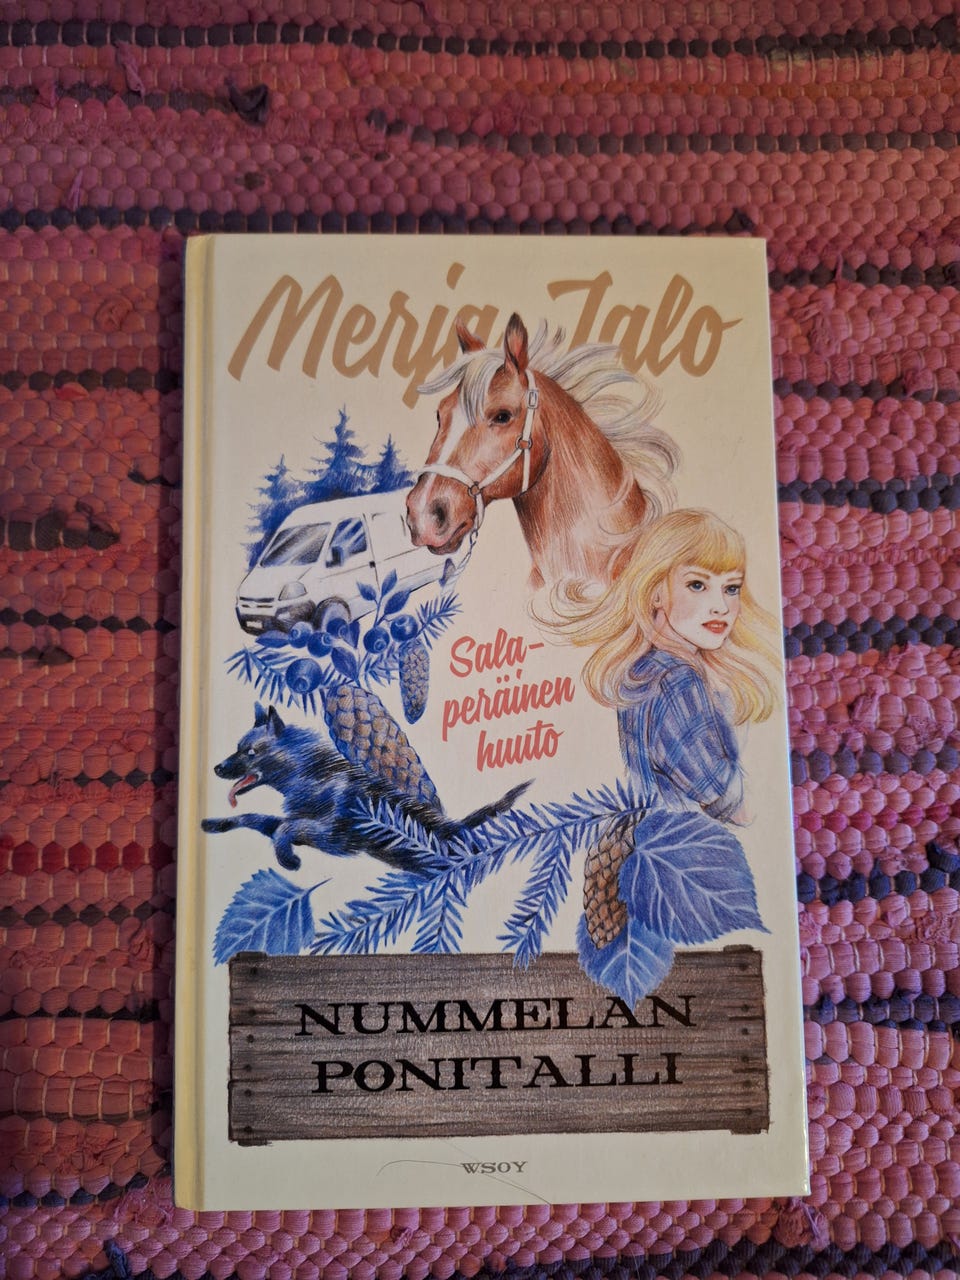 Merja Jalo
Sala-
peräinen
huuto
NUMMELAN
PONITALLI
WSOY